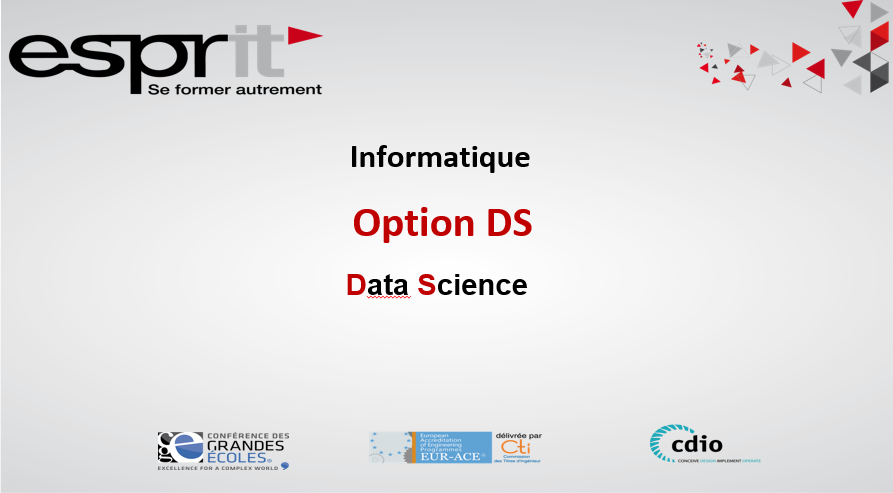 esprit
Se former autrement
Informatique
Option DS
Data Science
CONFÉRENCE DES
GRANDES
ÉCOLES
EXCELLENCE FOR A COMPLEX WORLD
European
Accreditation
of Engineering
Programmes
EUR-ACE®
délivrée par
Cti
Commission
des Titres d'Ingénieur
cdio
CONCEIVE DESIGN IMPLEMENT OPERATE